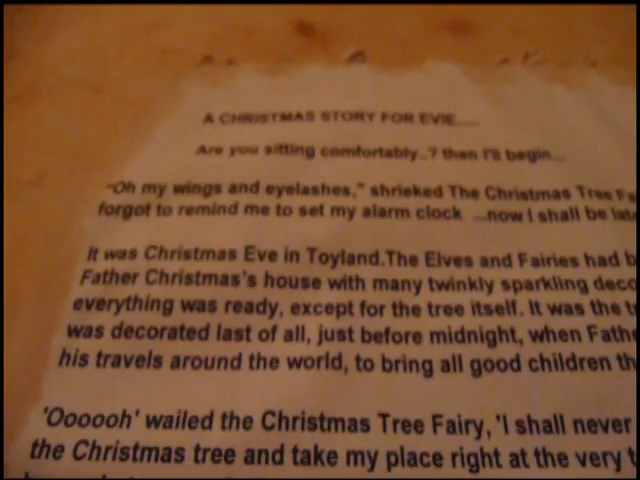 A CHRISTMAS STORY FOR EVIE.....
Are you sitting comfortably..? then I'll begin...
"Oh my wings and eyelashes," shrieked The Christmas Tree
forgot to remind me to set my alarm clock ...now I shall be
It was Christmas Eve in Toyland.The Elves and Fairies had
Father Christmas's house with many twinkly sparkling
everything was ready, except for the tree itself. It was the
was decorated last of all, just before midnight, when
his travels around the world, to bring all good children
'Oooooh' wailed the Christmas Tree Fairy, 'I shall never
the Christmas tree and take my place right at the very